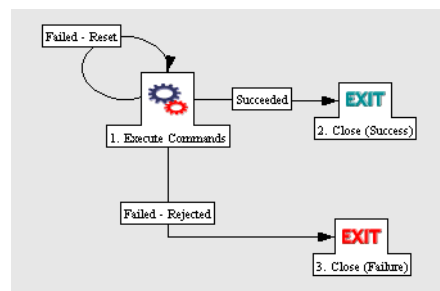 Failed - Reset
Succeeded
EXIT
1. Execute Commands
2. Close (Success)
Failed - Rejected
EXIT
3. Close (Failure)